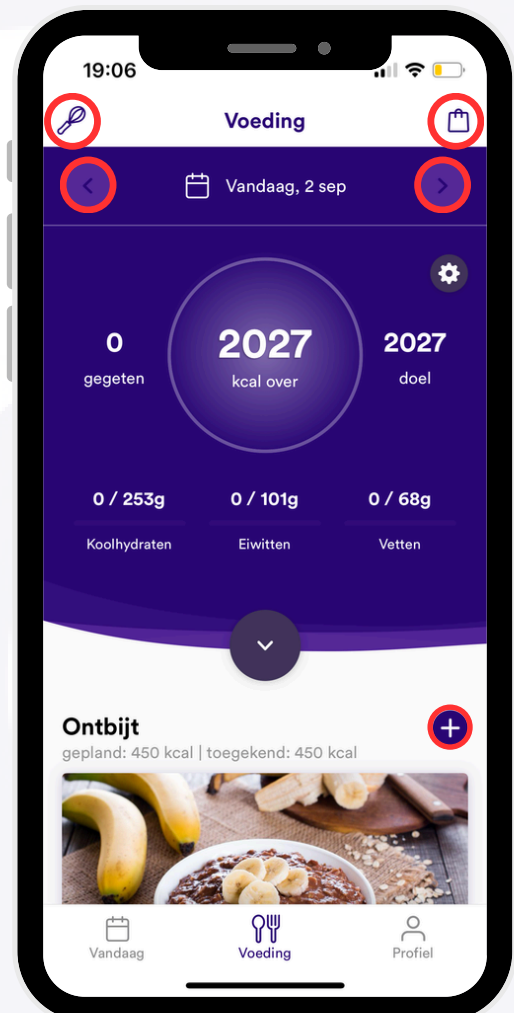 19:06
Voeding
Vandaag, 2 sep
0
gegeten
2027
kcal over
2027
doel
0 / 253g
0 / 101g
0 / 68g
Koolhydraten
Eiwitten
Vetten
Ontbijt
gepland: 450 kcal | toegekend: 450 kcal
Vandaag
Voeding
Profiel